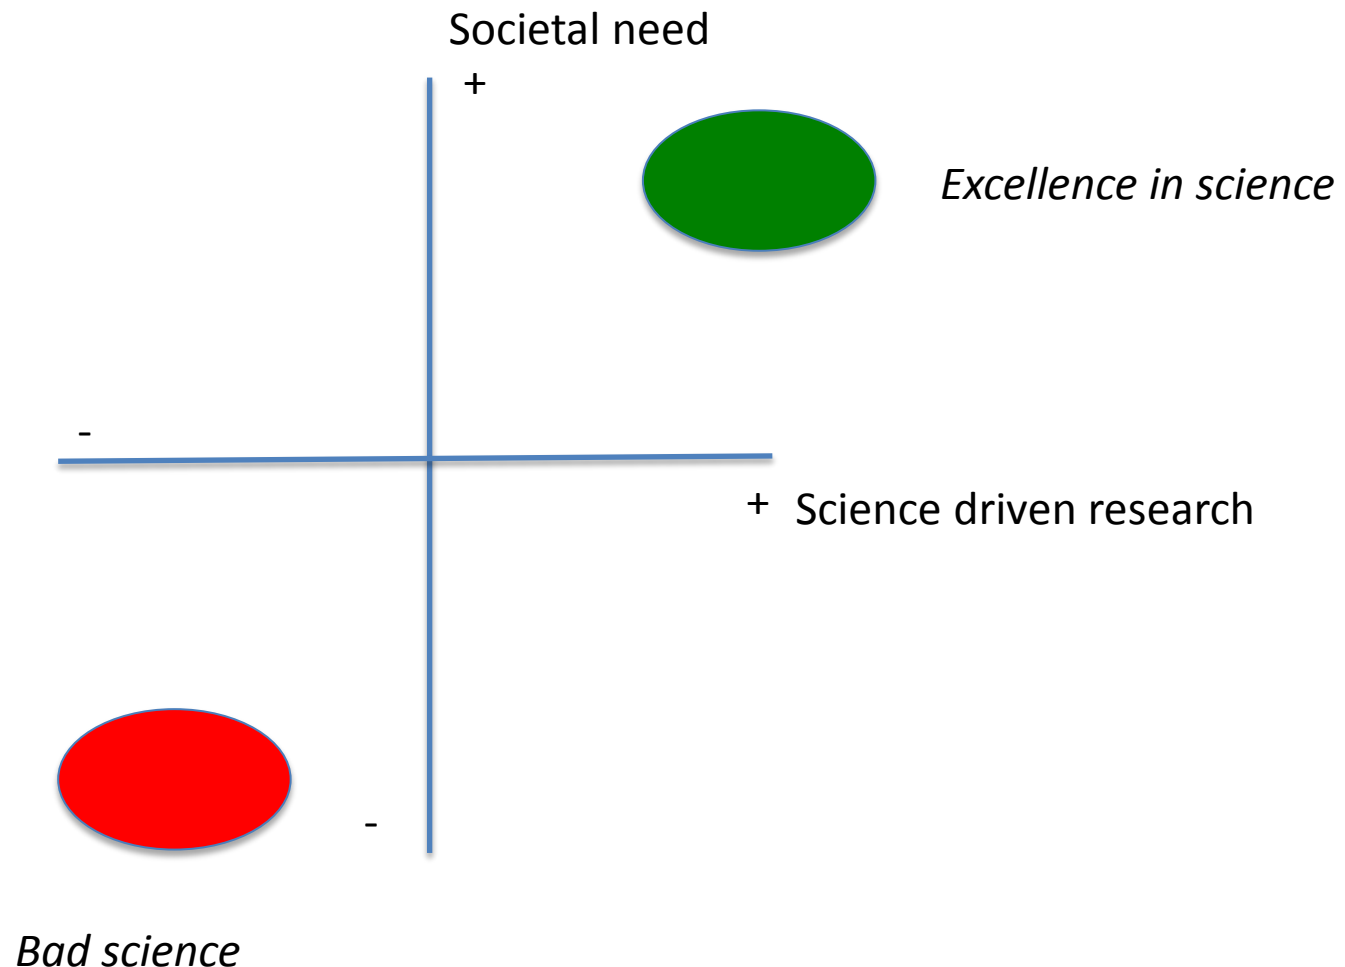 Societal need
+
Excellence in science
-
+ Science driven research
-
Bad science